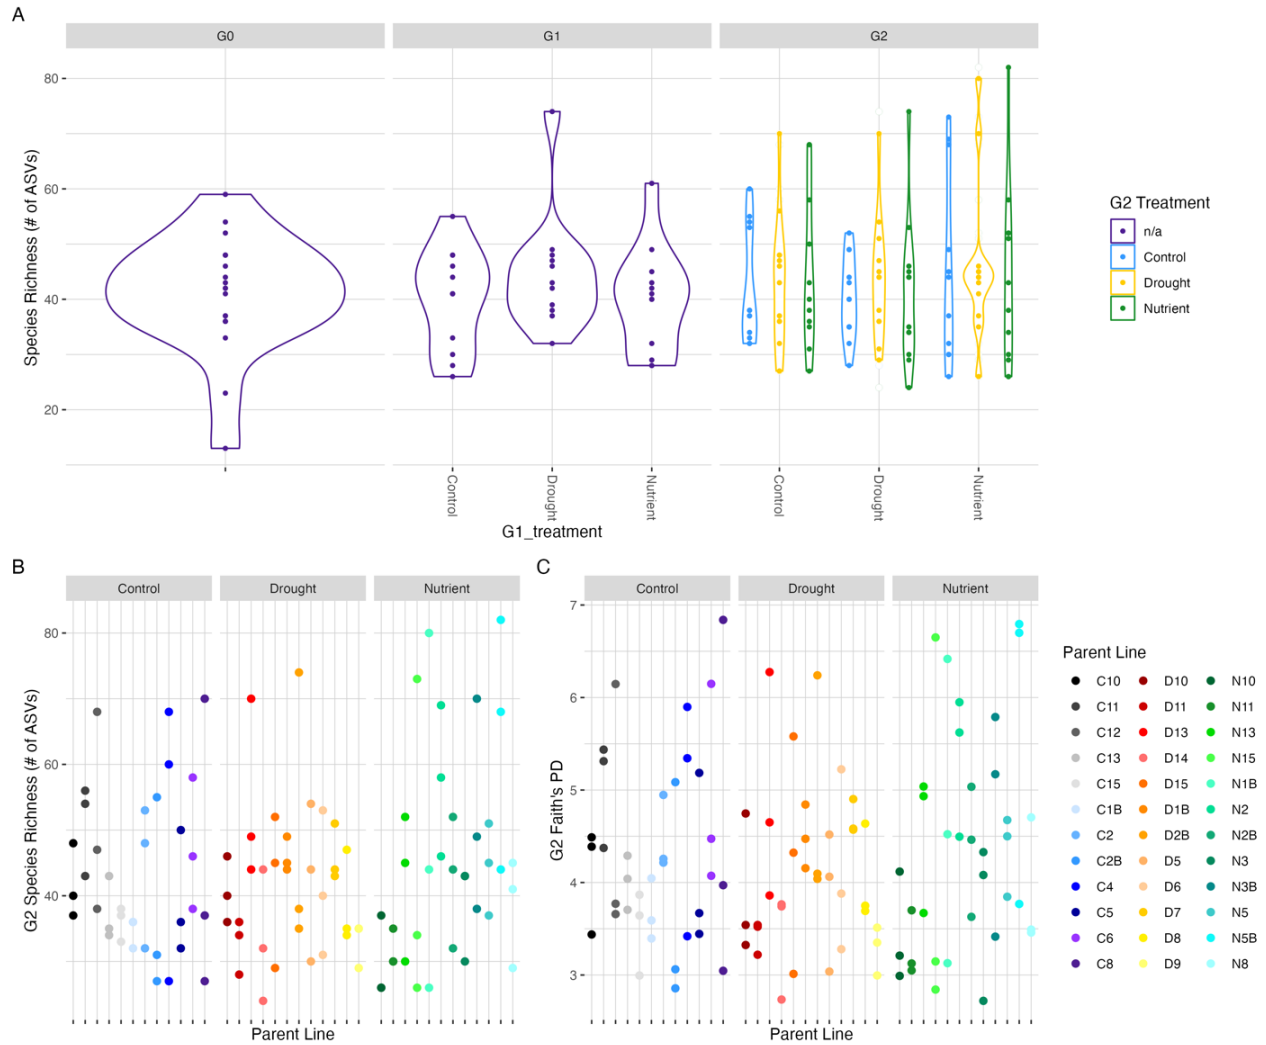 A
G0 G1 G2
Species Richness (# of ASVs)
80
60
40
20
Control Drought Nutrient Control Drought Nutrient
G1_treatment
G2 Treatment
n/a
Control
Drought
Nutrient
B
Control Drought Nutrient
G2 Species Richness (# of ASVs)
80
60
40
Parent Line
C
Control Drought Nutrient
G2 Faith's PD
7
6
5
4
3
Parent Line
Parent Line
C10 D10 N10
C11 D11 N11
C12 D13 N13
C13 D14 N15
C15 D15 N1B
C1B D1B N2
C2 D2B N2B
C2B D5 N3
C4 D6 N3B
C5 D7 N5
C6 D8 N5B
C8 D9 N8